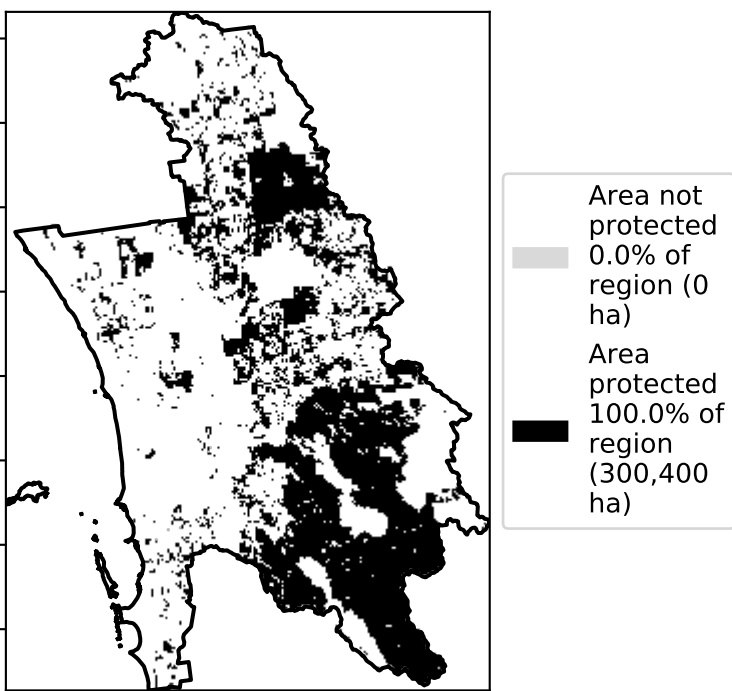 Area not
protected
0.0% of
region (0
ha)
Area
protected
100.0% of
region
(300,400
ha)